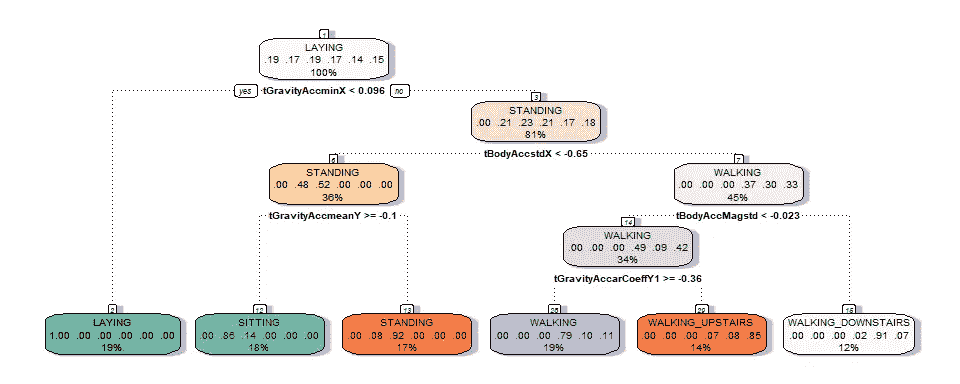 1
LAYING
.19 .17 .19 .17 .14 .15
100%
yes tGravityAccminX < 0.096 no
3
STANDING
.00 .21 .23 .21 .17 .18
81%
tBodyAccstdX < -0.65
6
STANDING
.00 .48 .52 .00 .00 .00
36%
tGravityAccmeanY >= -0.1
7
WALKING
.00 .00 .00 .37 .30 .33
45%
tBodyAccMagstd < -0.023
14
WALKING
.00 .00 .00 .49 .09 .42
34%
tGravityAccarCoeffY1 >= -0.36
2
LAYING
1.00 .00 .00 .00 .00 .00
19%
12
SITTING
.00 .86 .14 .00 .00 .00
18%
13
STANDING
.00 .08 .92 .00 .00 .00
17%
28
WALKING
.00 .00 .00 .79 .10 .11
19%
29
WALKING_UPSTAIRS
.00 .00 .00 .07 .08 .85
14%
15
WALKING_DOWNSTAIRS
.00 .00 .00 .02 .91 .07
12%